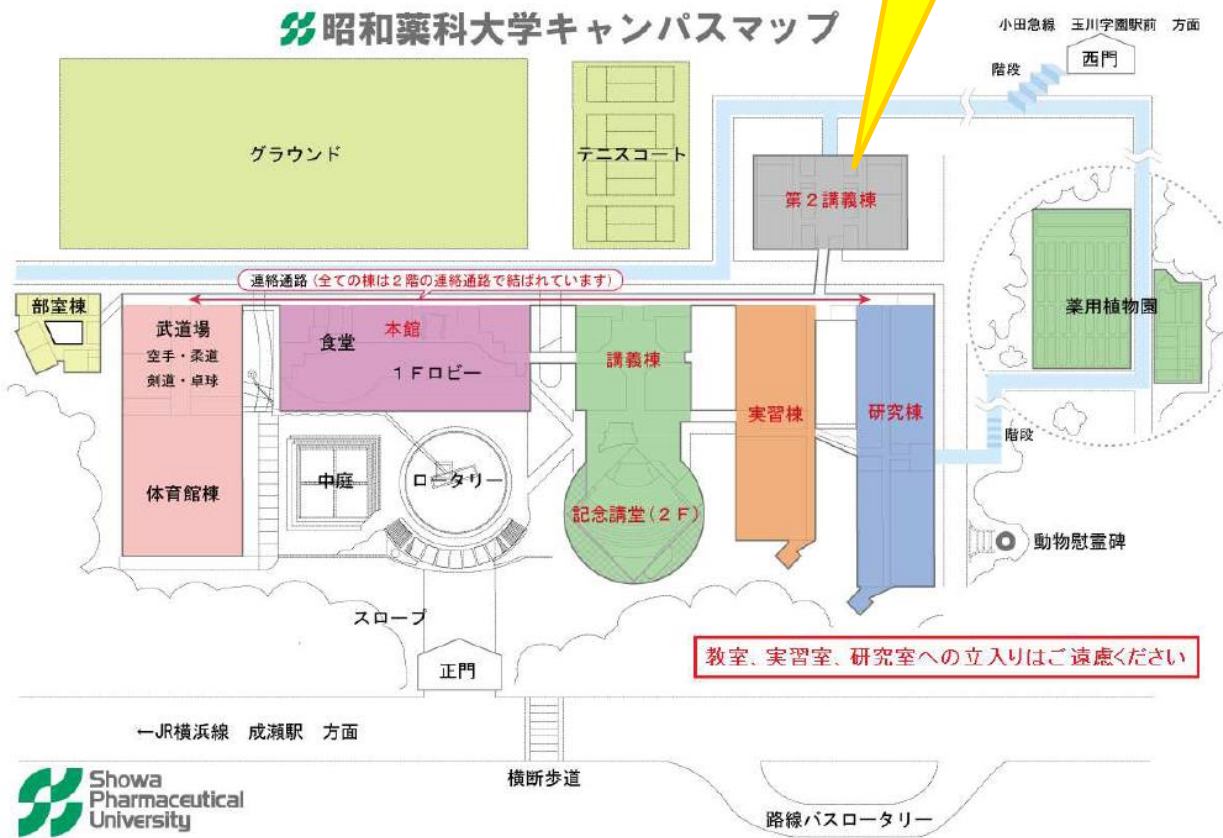 昭和薬科大学キャンパスマップ
小田急線　玉川学園駅前　方面
西門
階段
グラウンド
テニスコート
第２講義棟
連絡通路（全ての棟は２階の連絡通路で結ばれています）
部室棟
武道場
空手・柔道
剣道・卓球
食堂
本館
１Ｆロビー
講義棟
実習棟
研究棟
薬用植物園
階段
体育館棟
中庭
ロータリー
記念講堂(２Ｆ)
動物慰霊碑
スロープ
正門
教室、実習室、研究室への立入りはご遠慮ください
←JR横浜線　成瀬駅　方面
横断歩道
路線バスロータリー
Showa
Pharmaceutical
University